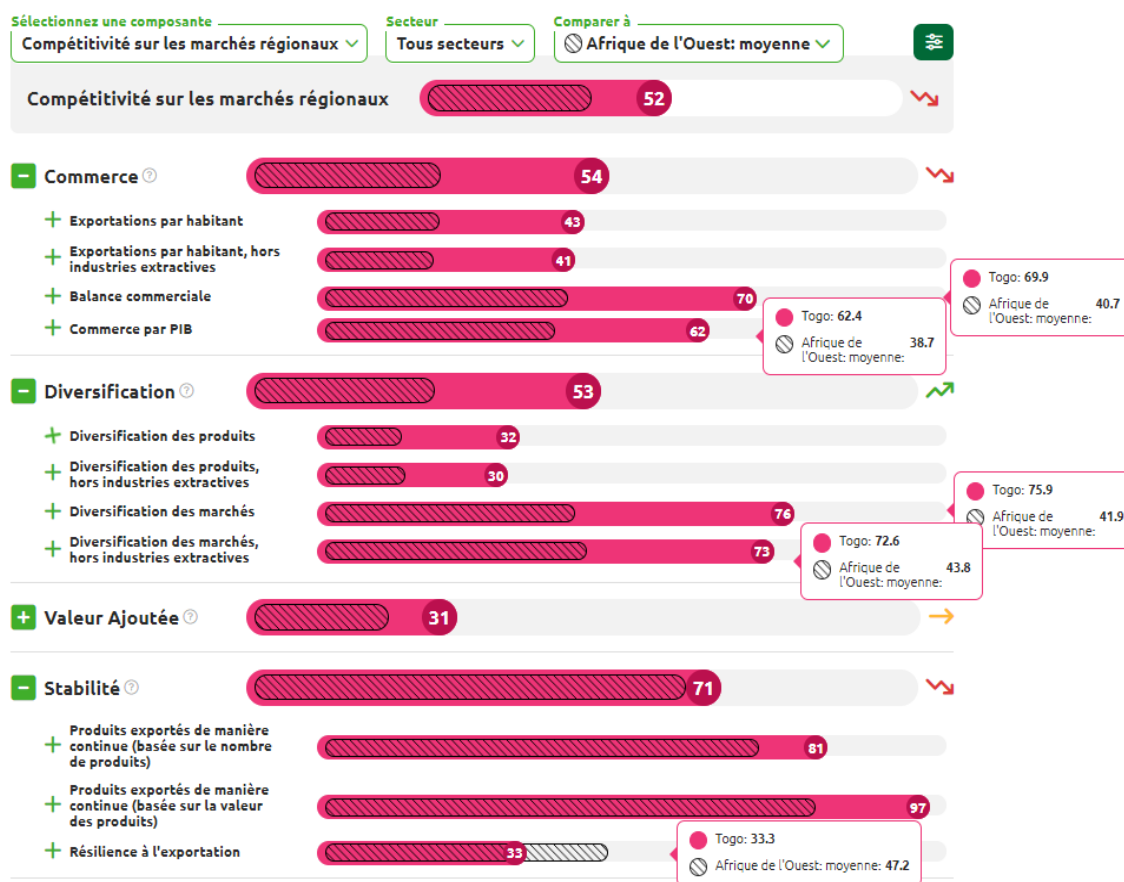 Sélectionnez une composante
Secteur
Comparer à
Compétitivité sur les marchés régionaux
Tous secteurs
Afrique de l'Ouest: moyenne
Compétitivité sur les marchés régionaux
52
Commerce
?
54
Exportations par habitant
43
Exportations par habitant, hors
industries extractives
41
Balance commerciale
70
Togo: 69.9
Afrique de
l'Ouest: moyenne:
40.7
Commerce par PIB
62
Togo: 62.4
Afrique de
l'Ouest: moyenne:
38.7
Diversification
?
53
Diversification des produits
32
Diversification des produits,
hors industries extractives
30
Diversification des marchés
76
Togo: 75.9
Afrique de
l'Ouest: moyenne:
41.9
Diversification des marchés,
hors industries extractives
73
Togo: 72.6
Afrique de
l'Ouest: moyenne:
43.8
Valeur Ajoutée
?
31
Stabilité
?
71
Produits exportés de manière
continue (basée sur le nombre
de produits)
81
Produits exportés de manière
continue (basée sur la valeur
des produits)
97
Résilience à l'exportation
33
Togo: 33.3
Afrique de l'Ouest: moyenne: 47.2